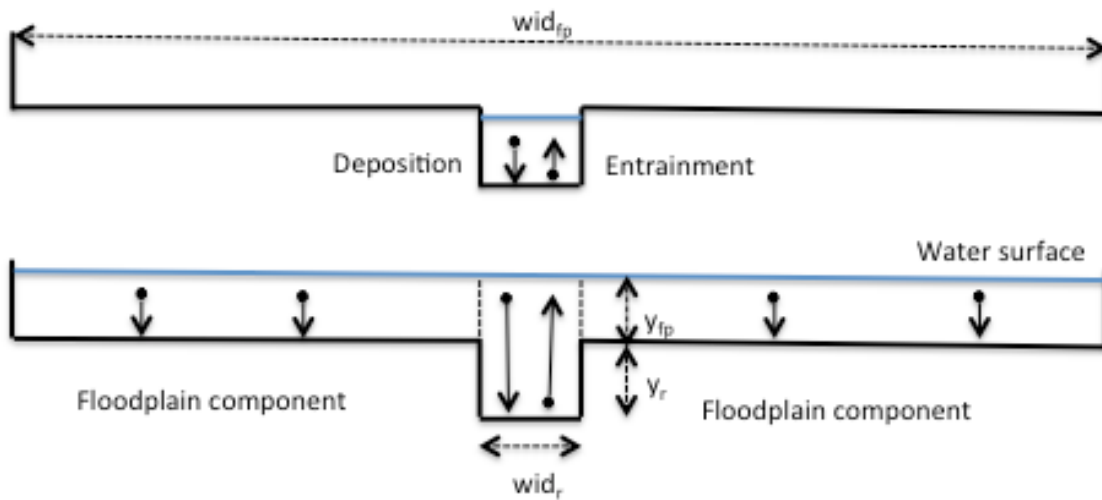 wid_fp
Deposition
Entrainment
Water surface
y_fp
y_r
Floodplain component
Floodplain component
wid_r